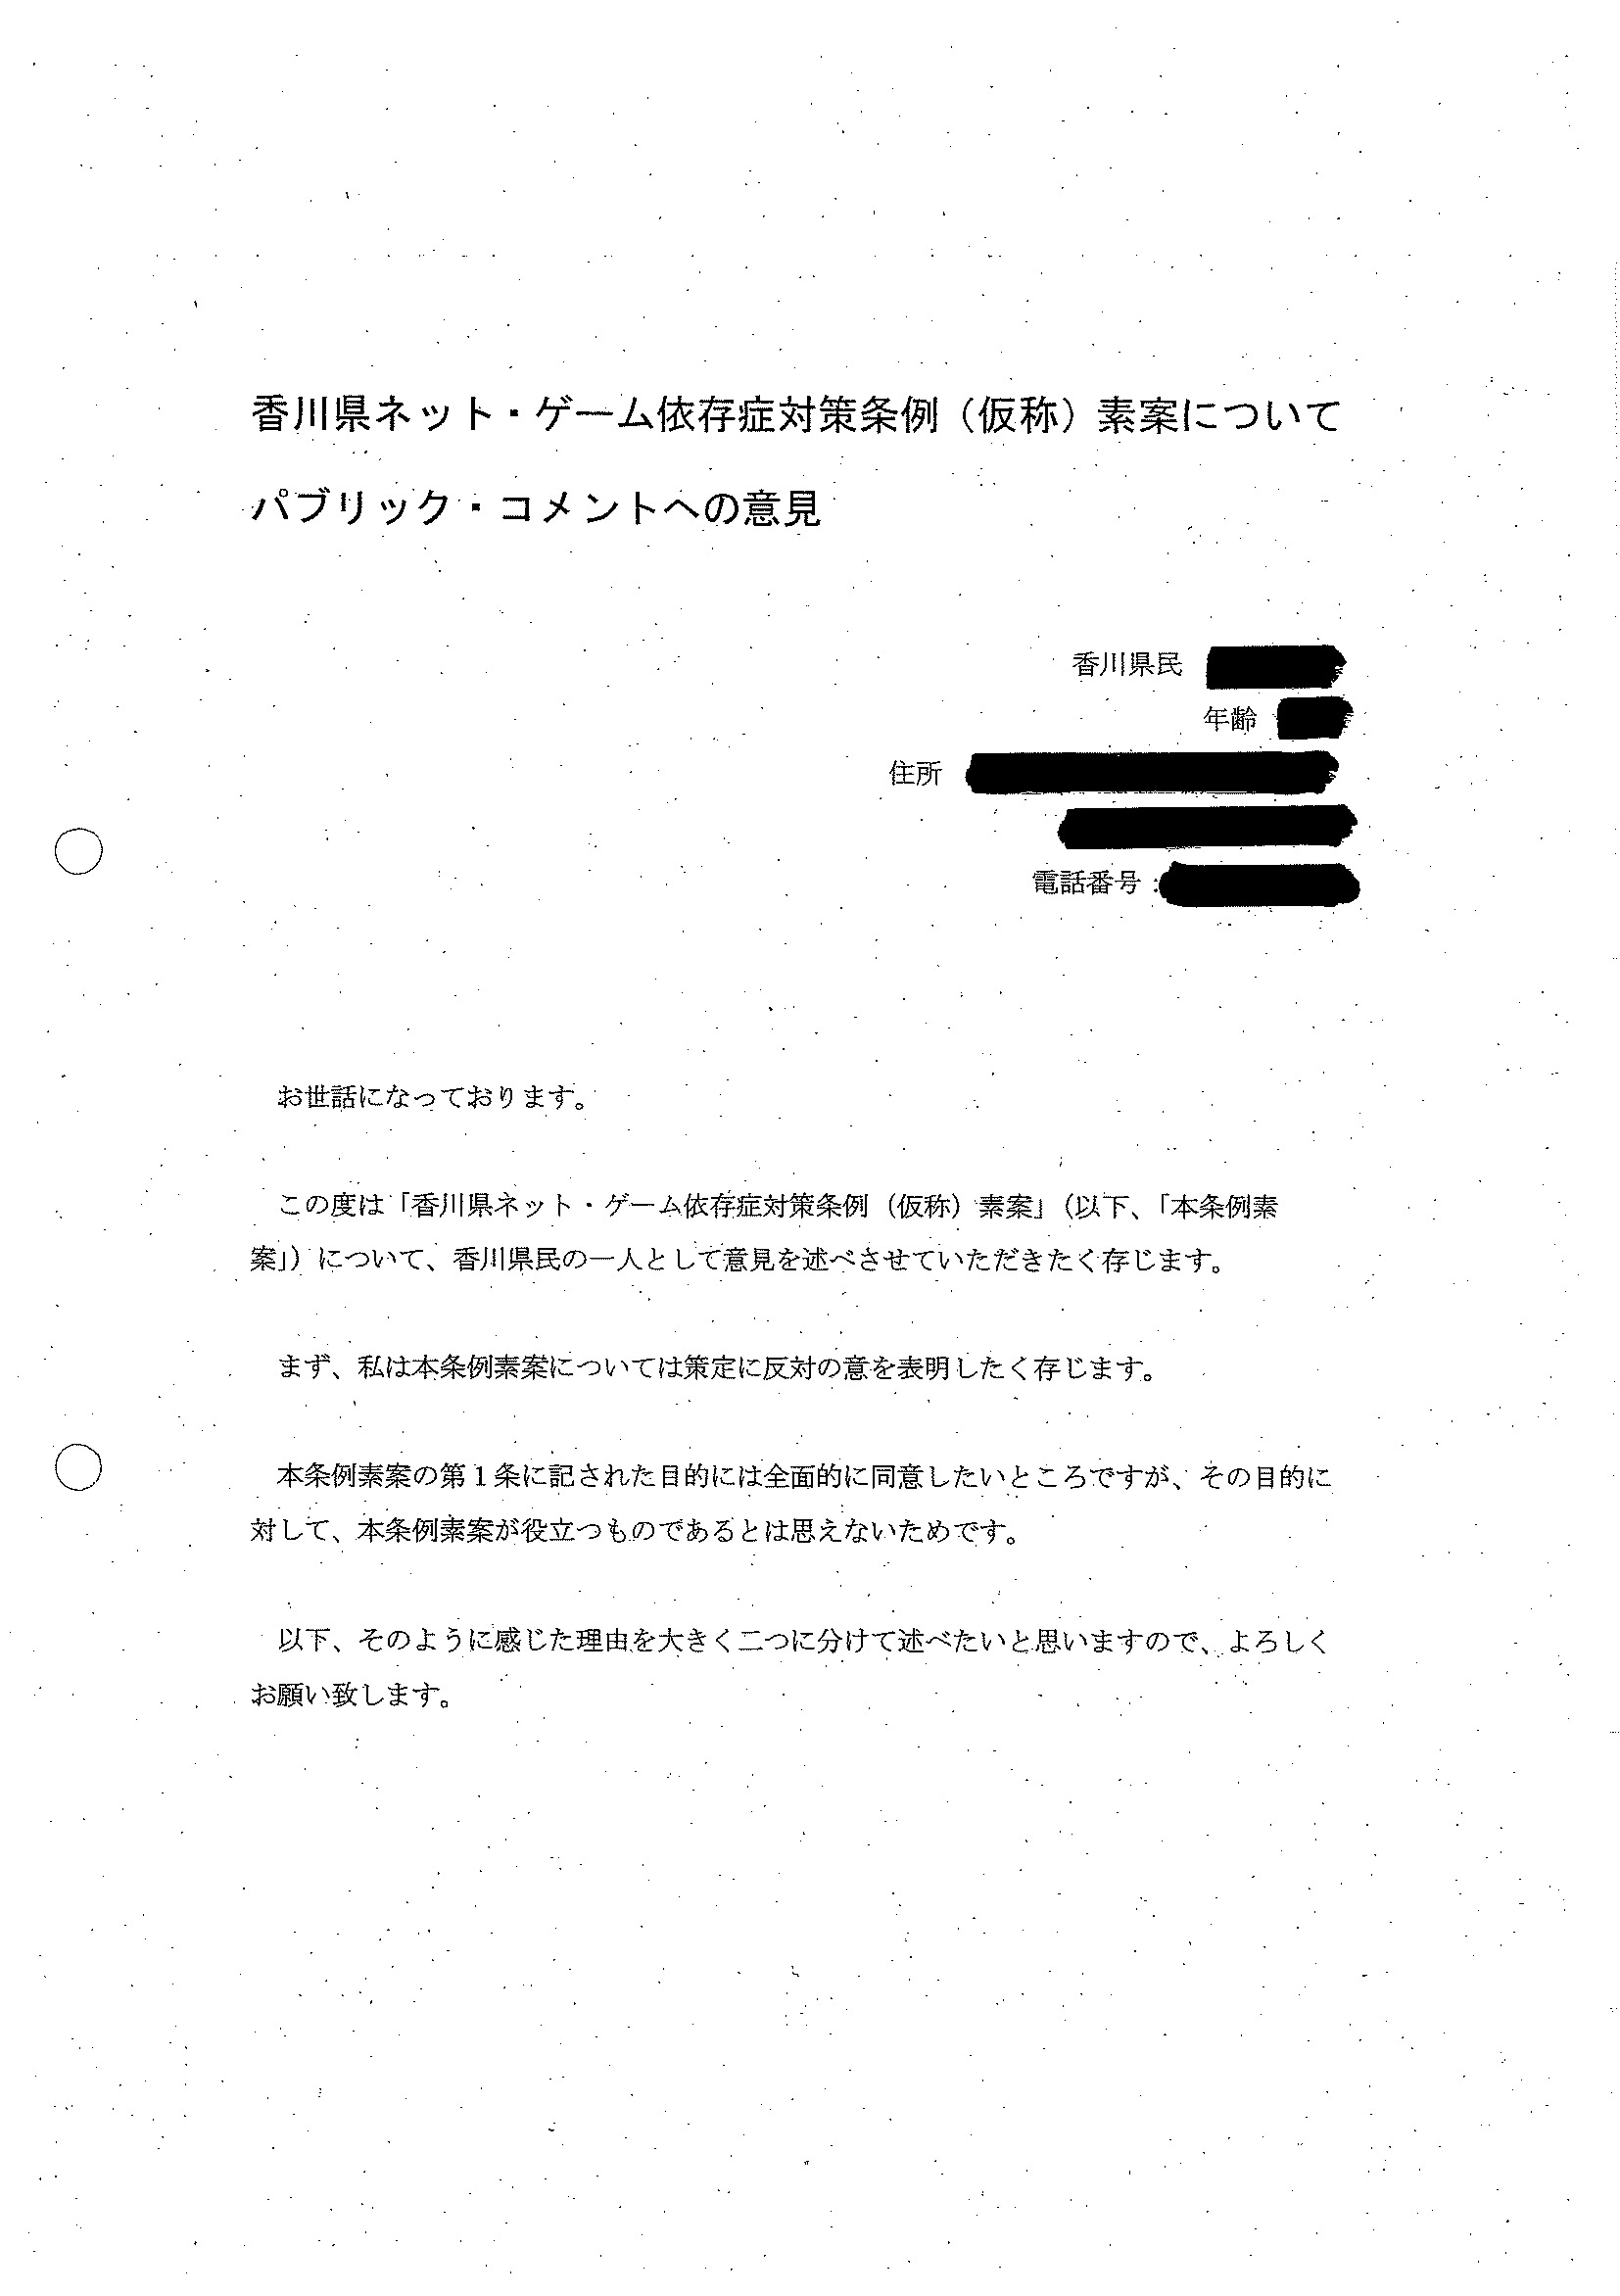 香川県ネット・ゲーム依存症対策条例（仮称）素案について
パブリック・コメントへの意見
香川県民
年齢
住所
電話番号：
お世話になっております。
この度は「香川県ネット・ゲーム依存症対策条例（仮称）素案」（以下、「本条例素
案」）について、香川県民の一人として意見を述べさせていただきたく存じます。
まず、私は本条例素案については策定に反対の意を表明したく存じます。
本条例素案の第１条に記された目的には全面的に同意したいところですが、その目的に
対して、本条例素案が役立つものであるとは思えないためです。
以下、そのように感じた理由を大きく二つに分けて述べたいと思いますので、よろしく
お願い致します。